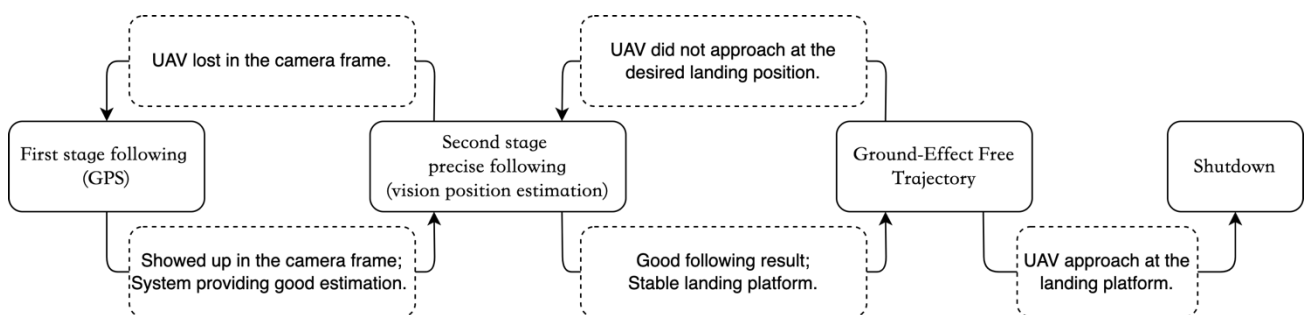 UAV lost in the camera frame.
UAV did not approach at the
desired landing position.
First stage following
(GPS)
Second stage
precise following
(vision position estimation)
Ground-Effect Free
Trajectory
Shutdown
Showed up in the camera frame;
System providing good estimation.
Good following result;
Stable landing platform.
UAV approach at the
landing platform.